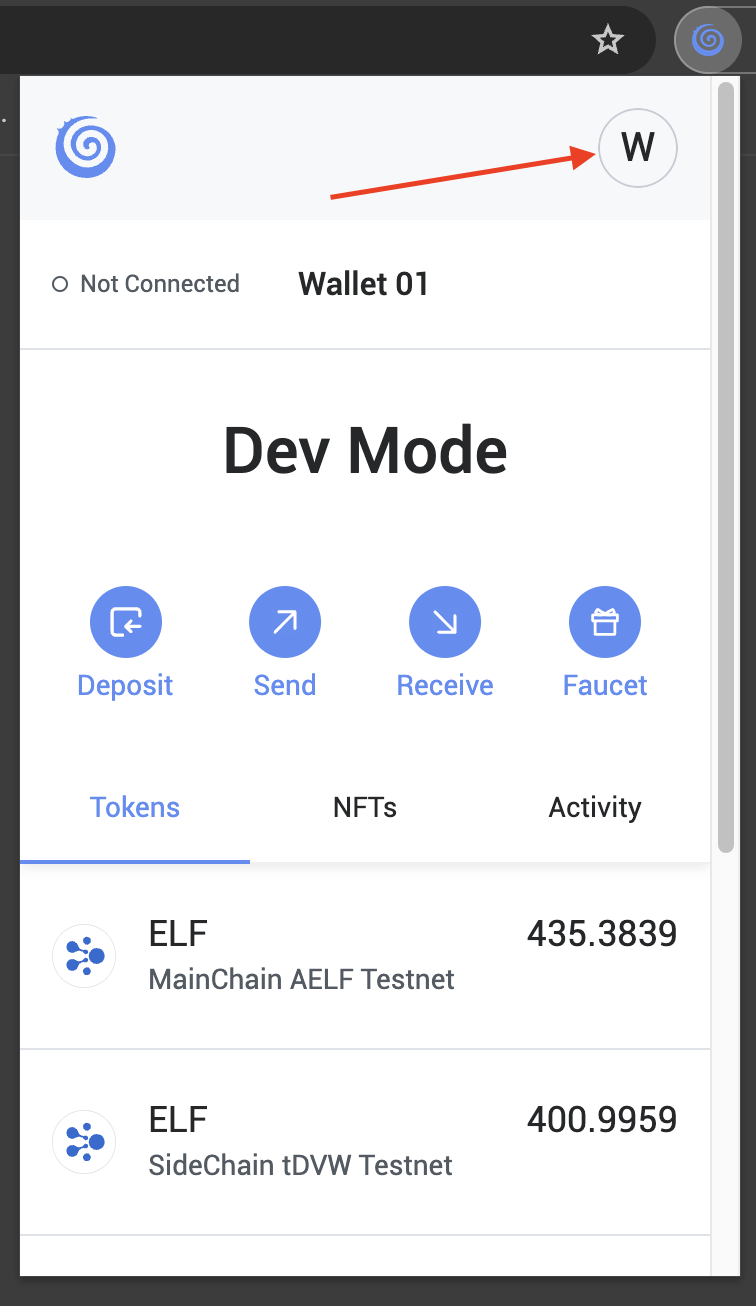 W
Not Connected Wallet 01
Dev Mode
Deposit Send Receive Faucet
Tokens NFTs Activity
ELF 435.3839
MainChain AELF Testnet
ELF 400.9959
SideChain tDVW Testnet